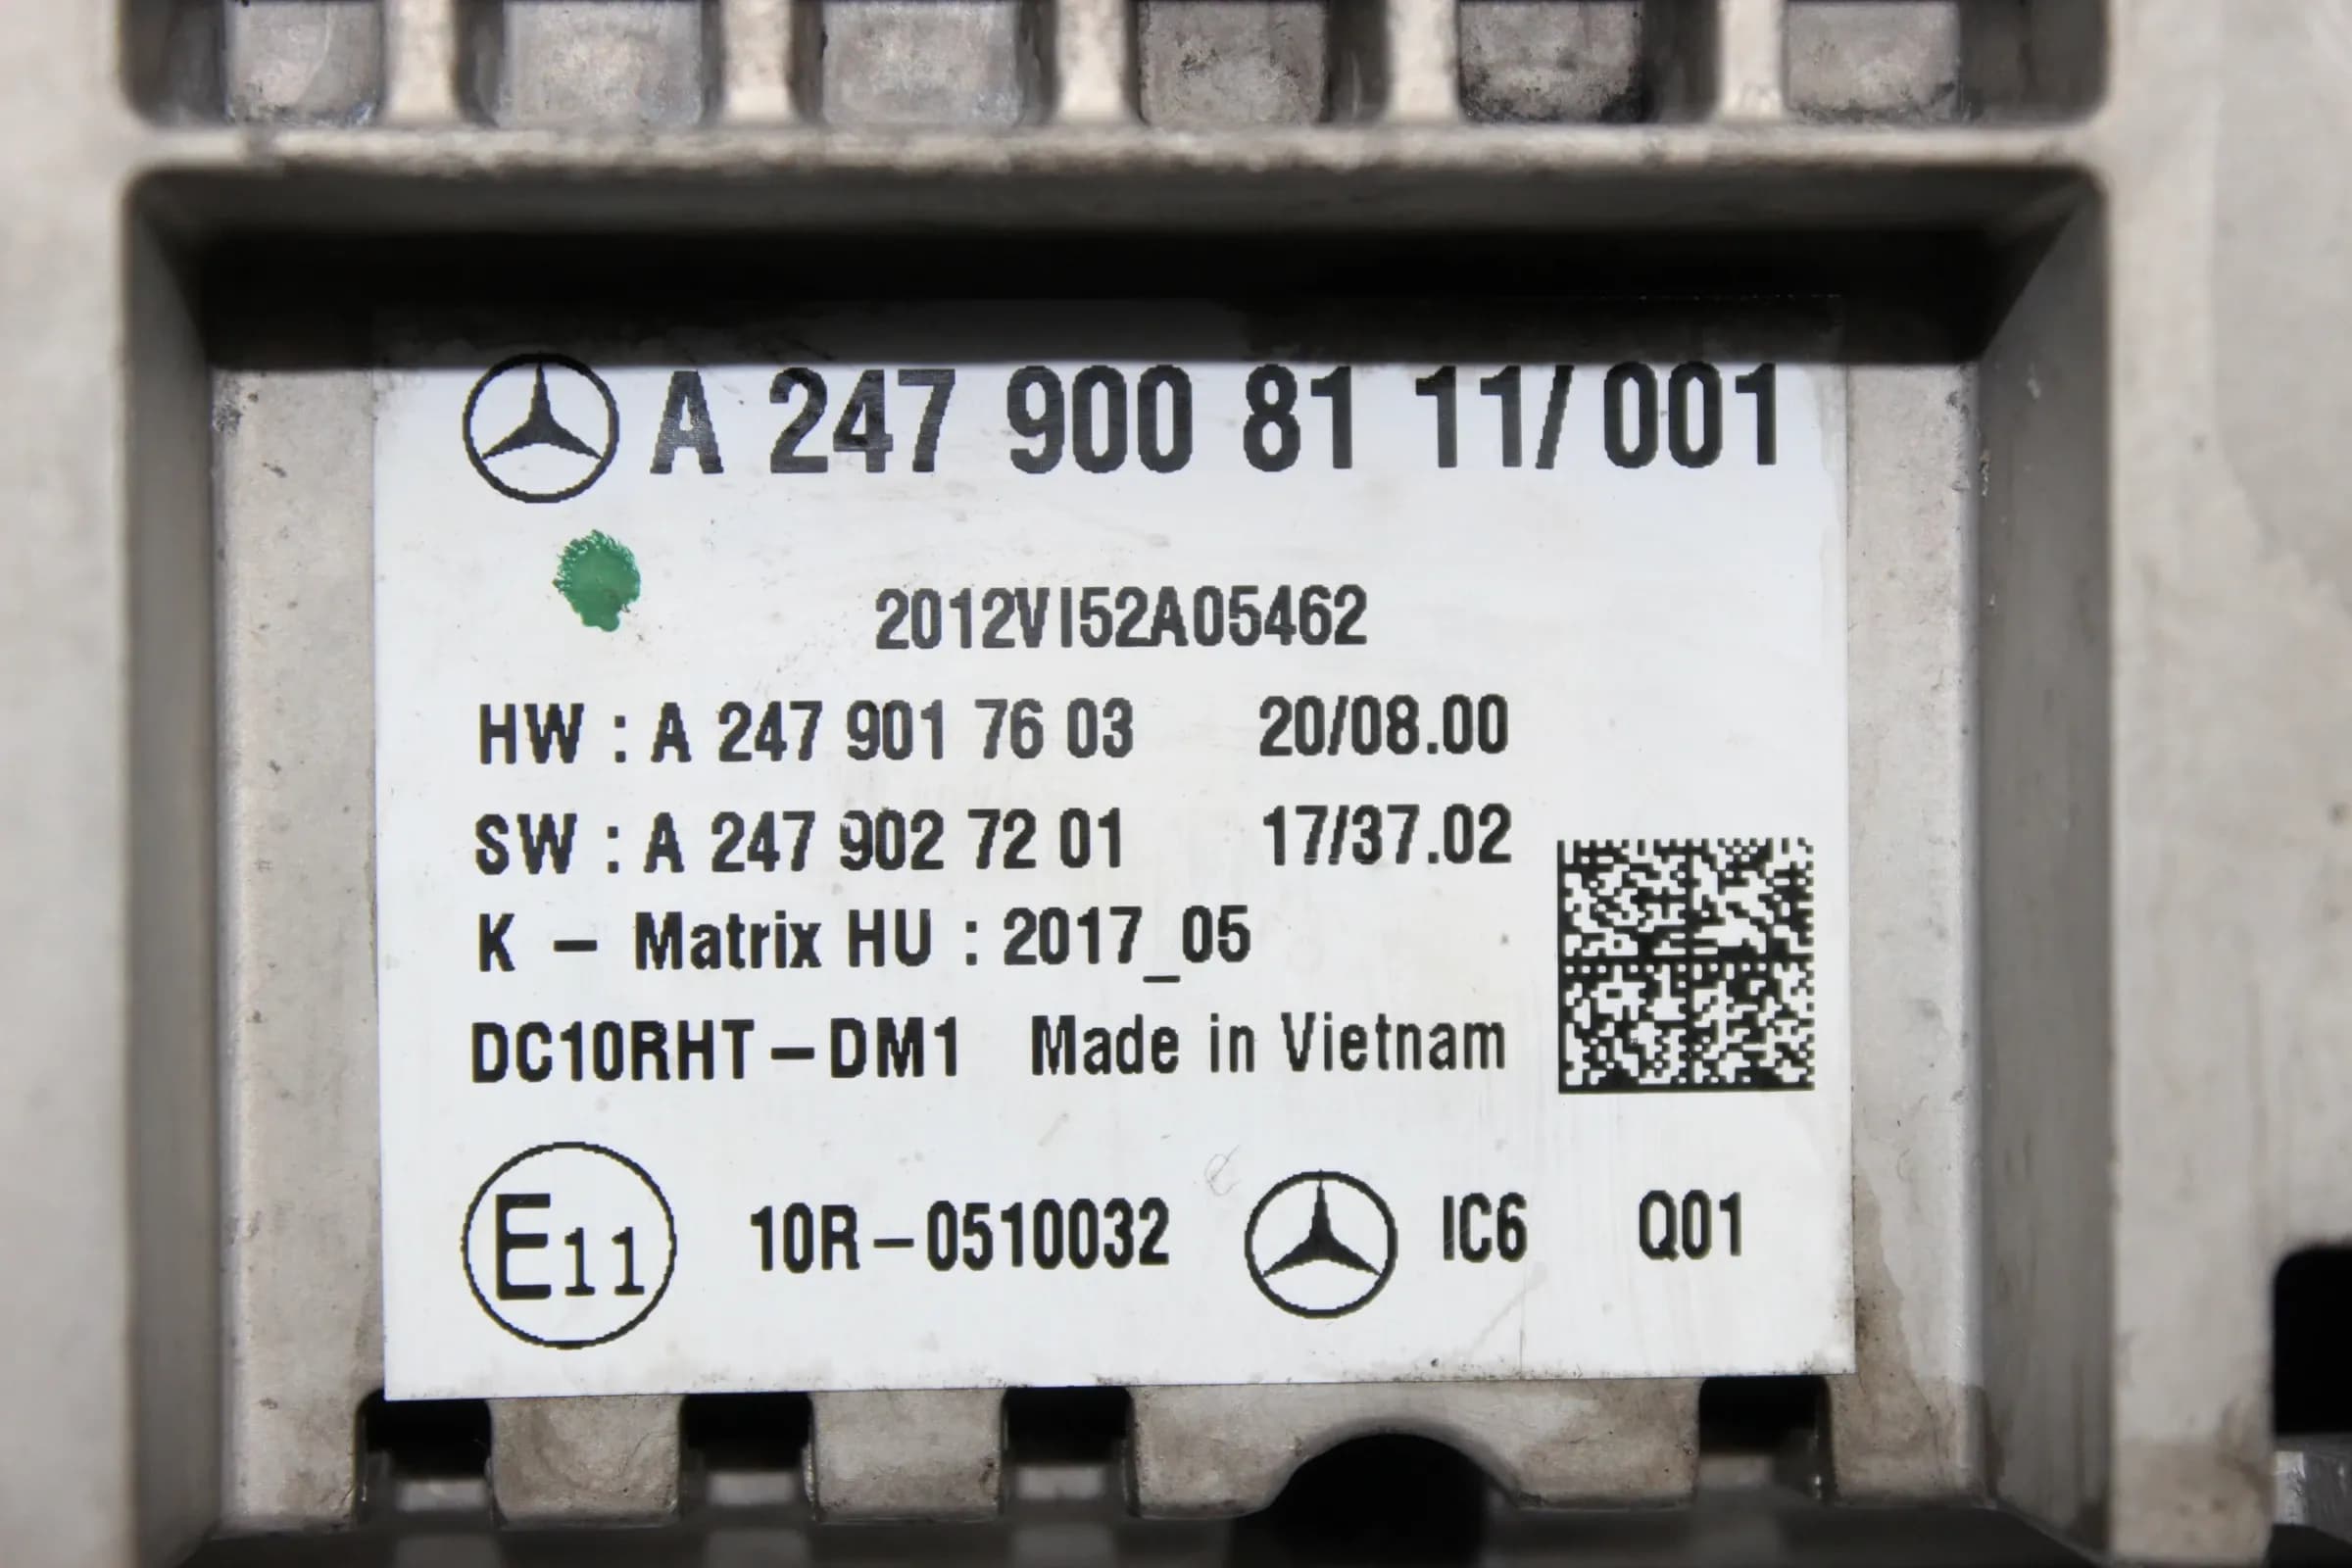 A 247 900 81 11/001
2012VI52A05462
HW : A 247 901 76 03 20/08.00
SW : A 247 902 72 01 17/37.02
K – Matrix HU : 2017_05
DC10RHT–DM1 Made in Vietnam
E11 10R–0510032 IC6 Q01